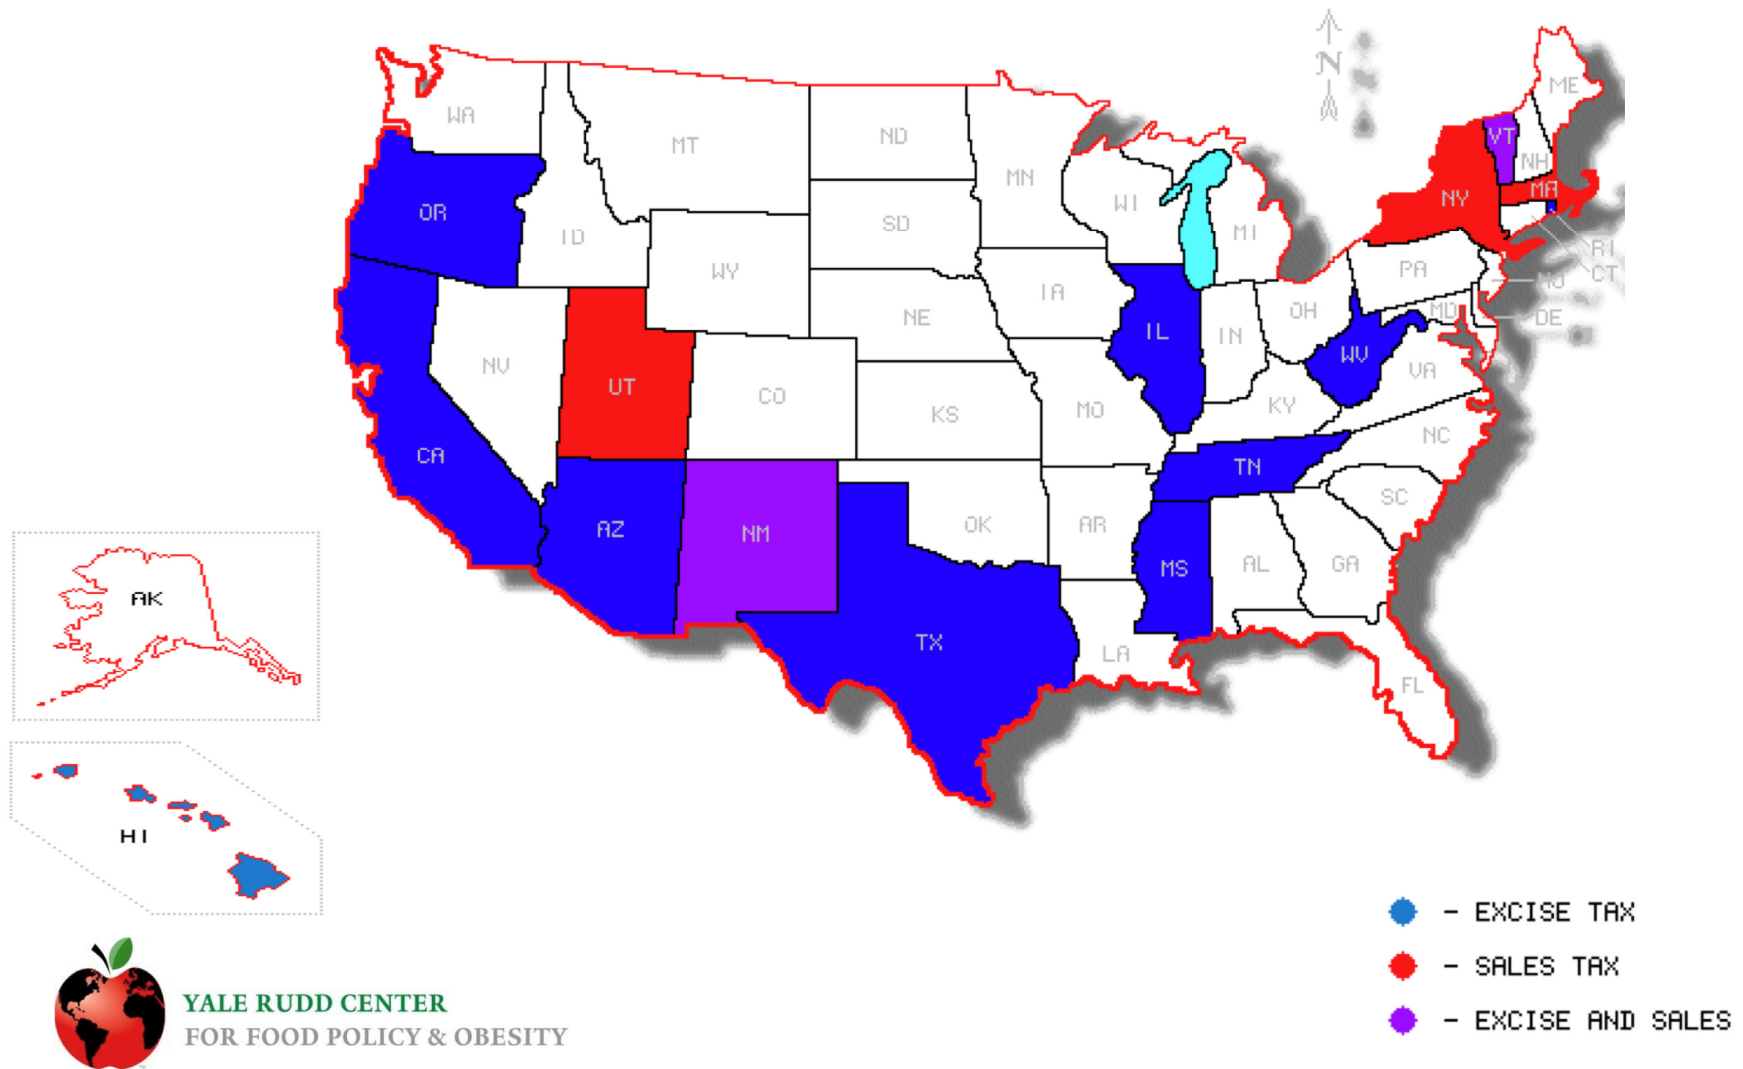 N
WA
MT
ND
MN
ME
VT
NH
OR
ID
SD
WI
MI
NY
MA
WY
IA
PA
RI
CT
NJ
NE
IL
IN
OH
MD
DE
NV
UT
CO
KS
MO
WV
VA
KY
CA
TN
NC
AZ
NM
OK
AR
SC
MS
AL
GA
TX
LA
FL
AK
HI
- EXCISE TAX
- SALES TAX
- EXCISE AND SALES
YALE RUDD CENTER
FOR FOOD POLICY & OBESITY